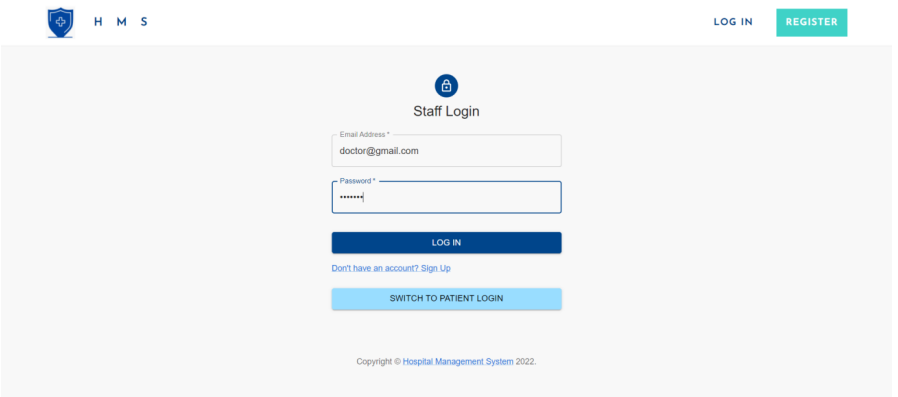 H M S
LOG IN
REGISTER
Staff Login
Email Address *
doctor@gmail.com
Password *
•••••••
LOG IN
Don't have an account? Sign Up
SWITCH TO PATIENT LOGIN
Copyright © Hospital Management System 2022.